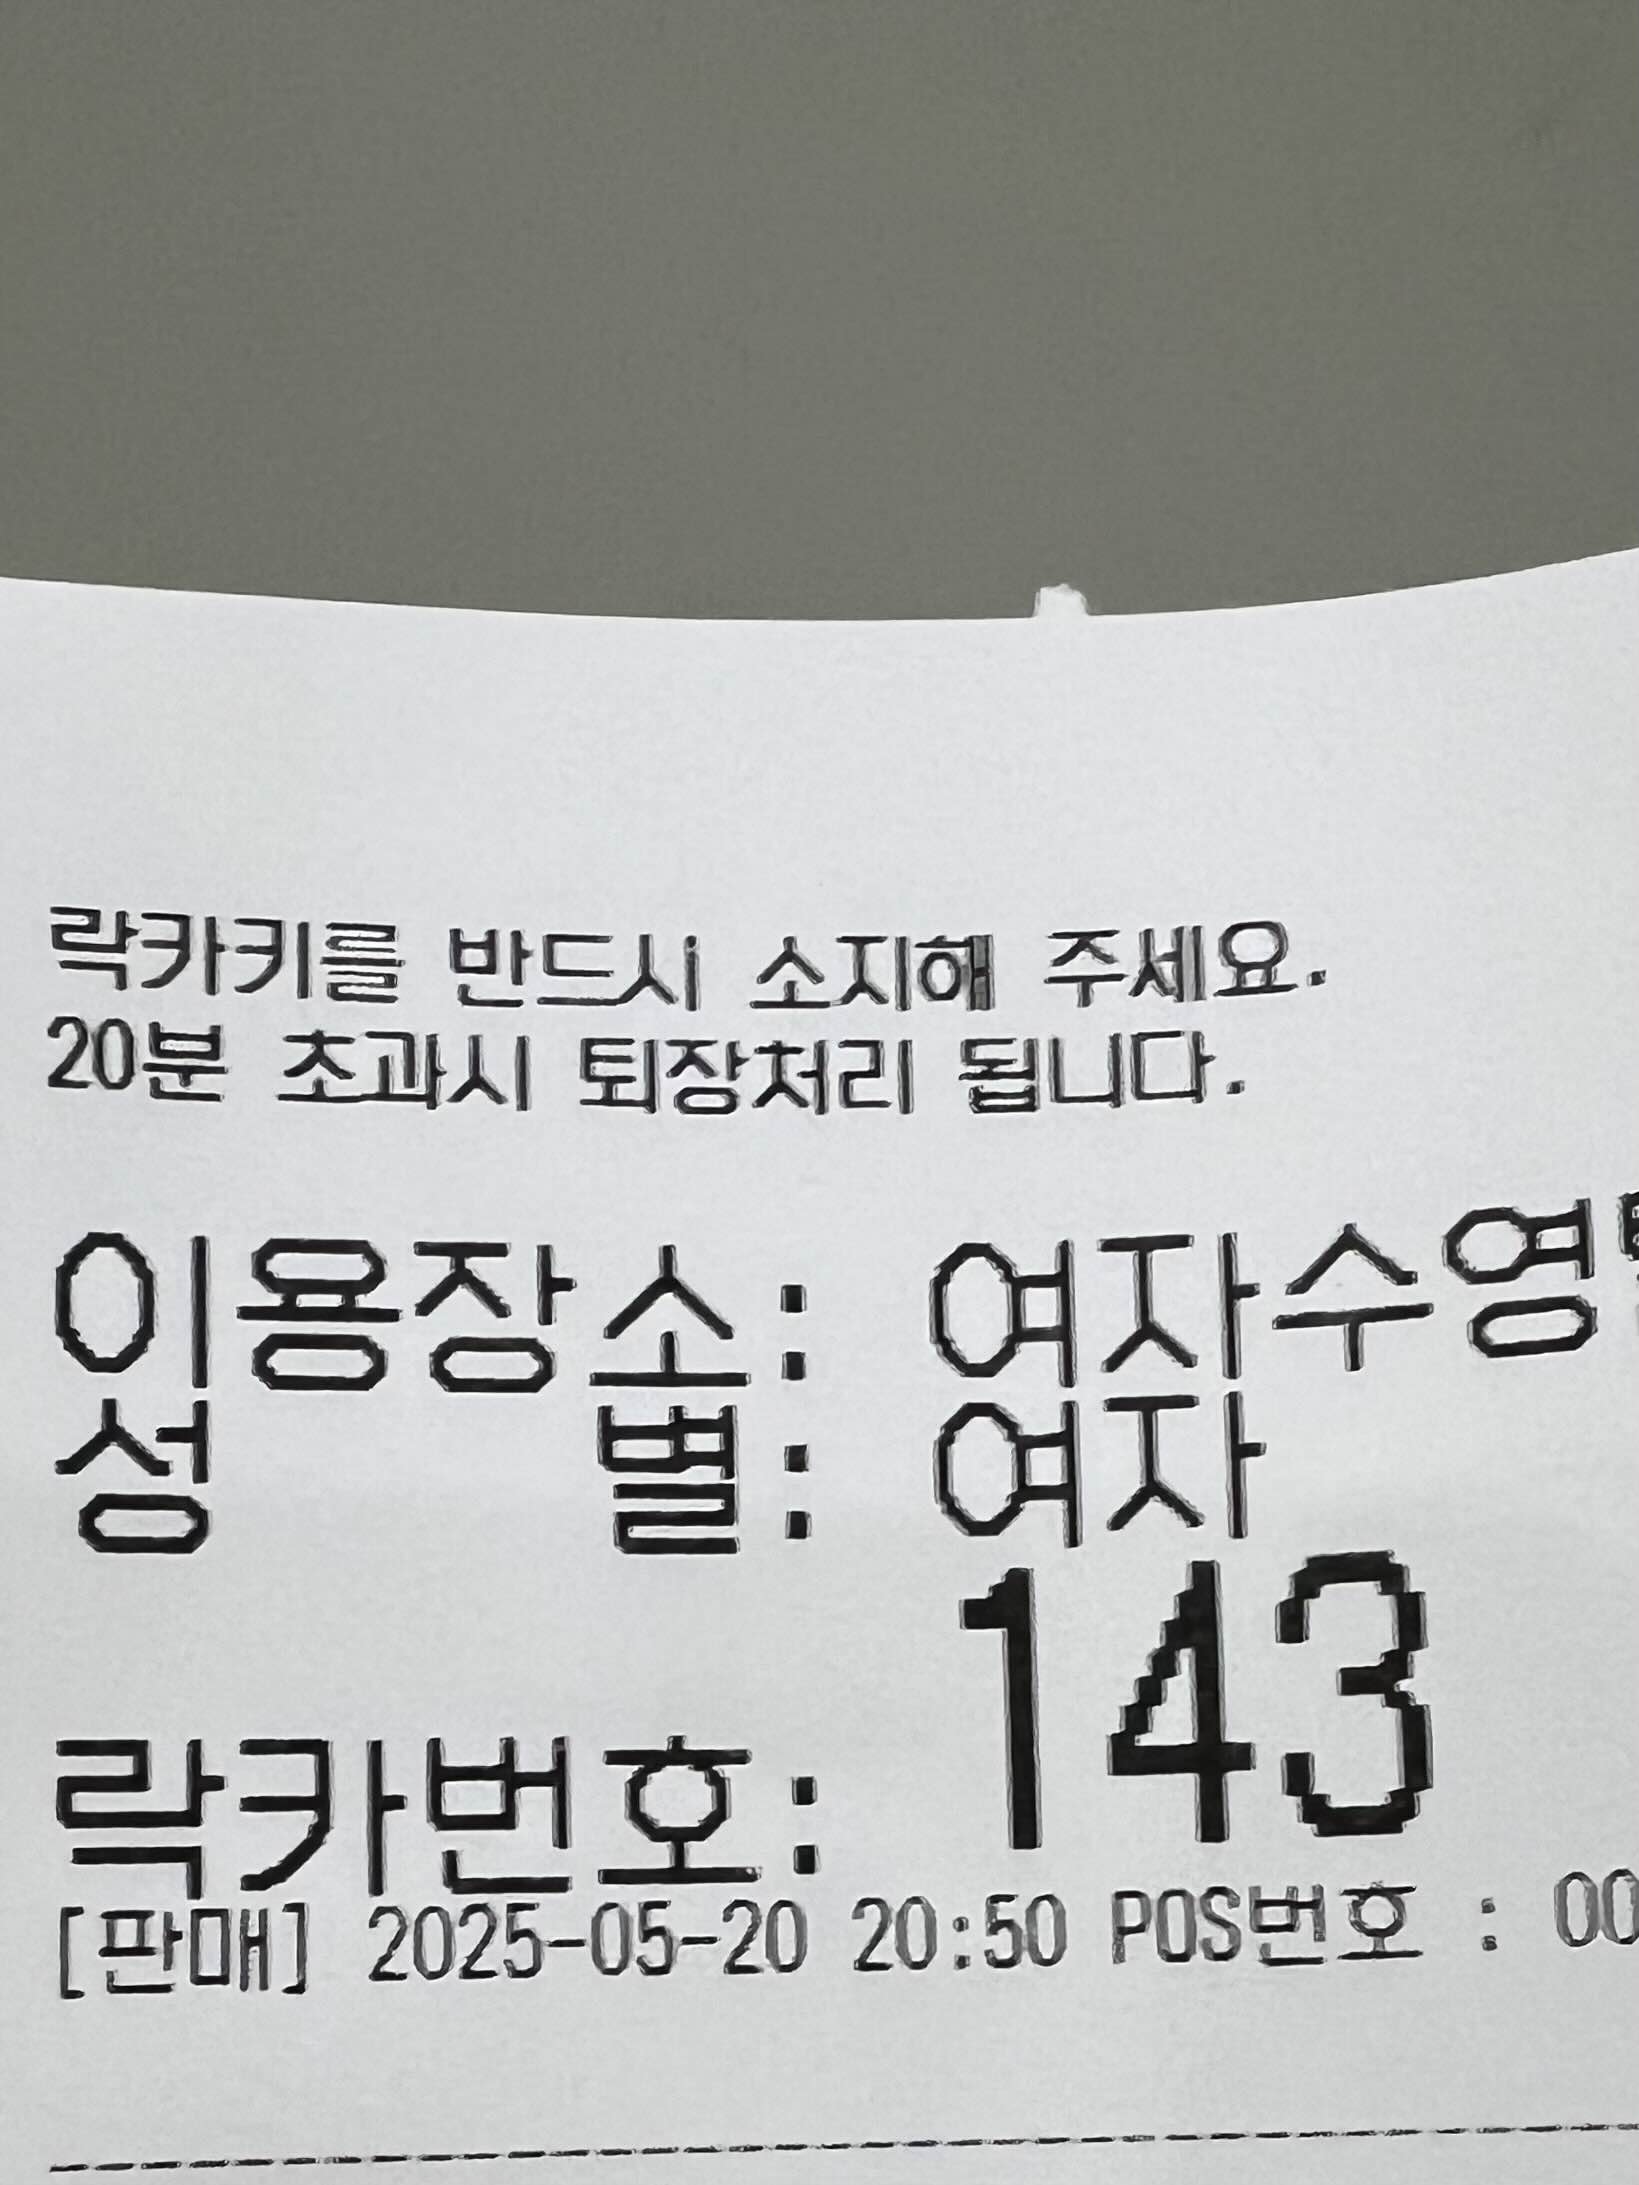 락카키를 반드시 소지해 주세요.
20분 초과시 퇴장처리 됩니다.
이용장소: 여자수영
성 별: 여자
락카번호: 143
[판매] 2025-05-20 20:50 POS번호 : 00